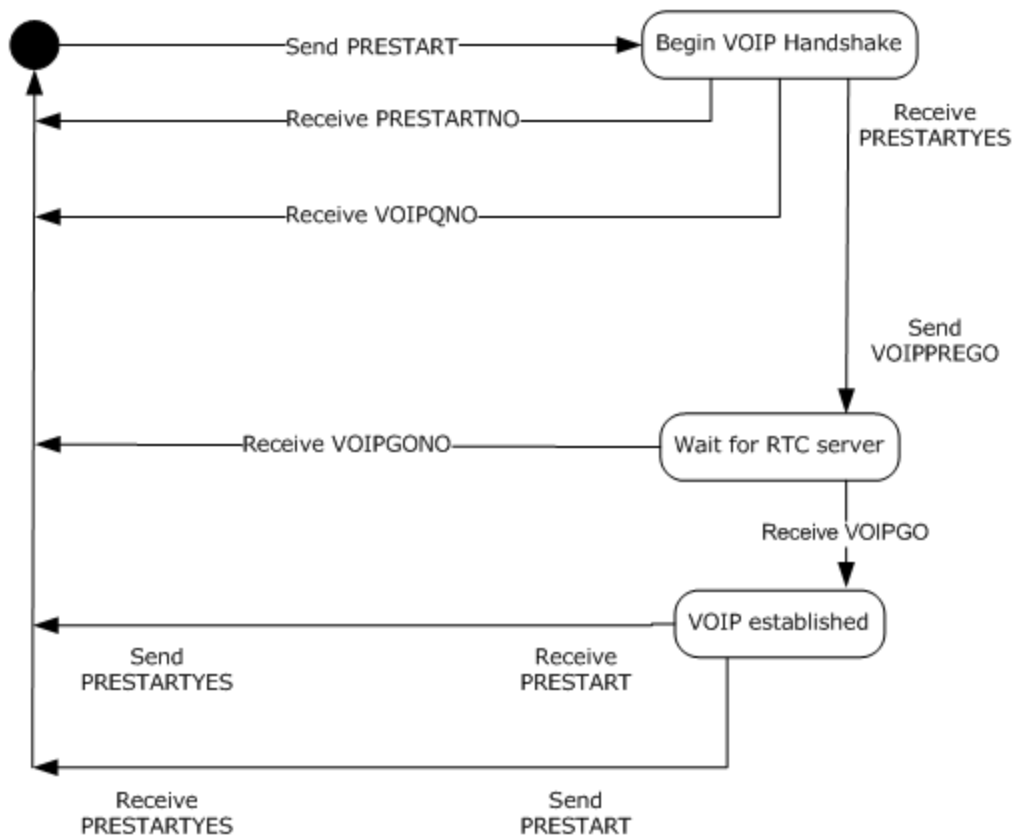 Send PRESTART
Begin VOIP Handshake
Receive PRESTARTNO
Receive
PRESTARTYES
Receive VOIPQNO
Send
VOIPPREGO
Receive VOIPGONO
Wait for RTC server
Receive VOIPGO
VOIP established
Send
PRESTARTYES
Receive
PRESTART
Receive
PRESTARTYES
Send
PRESTART